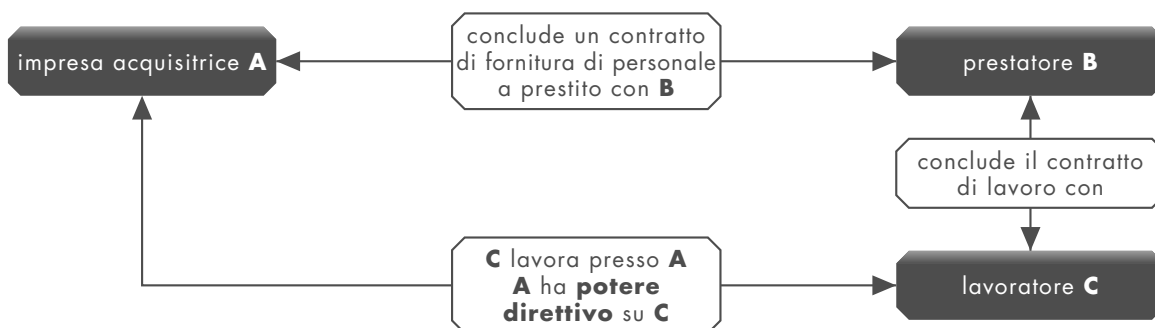 impresa acquisitrice A
conclude un contratto
di fornitura di personale
a prestito con B
prestatore B
conclude il contratto
di lavoro con
C lavora presso A
A ha potere
direttivo su C
lavoratore C